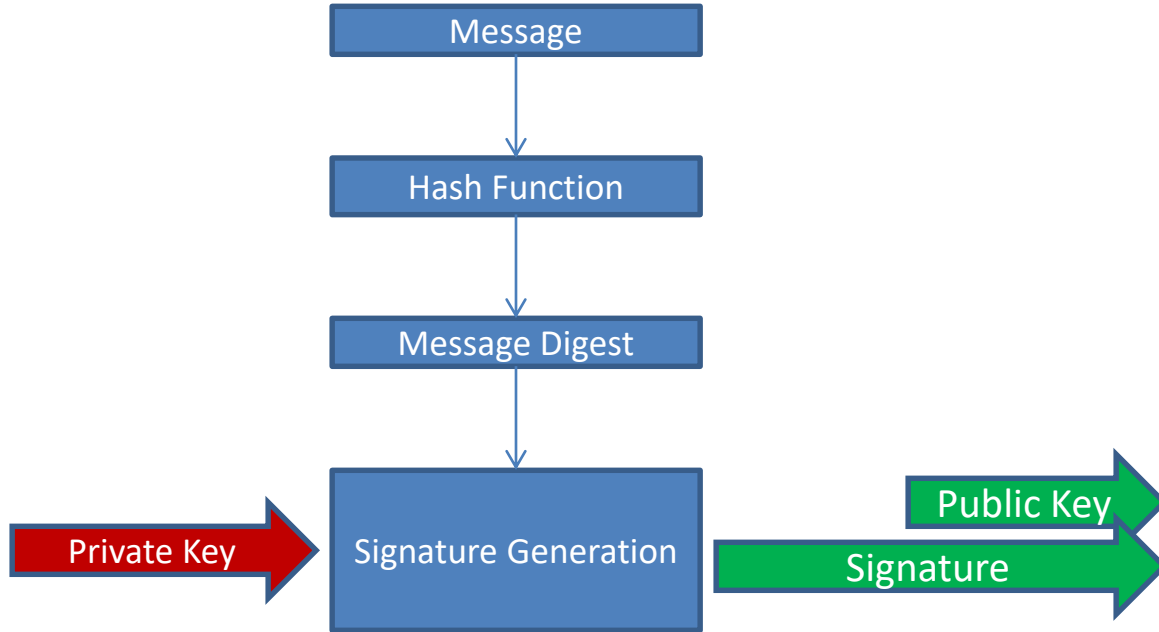 Message
Hash Function
Message Digest
Private Key
Signature Generation
Public Key
Signature